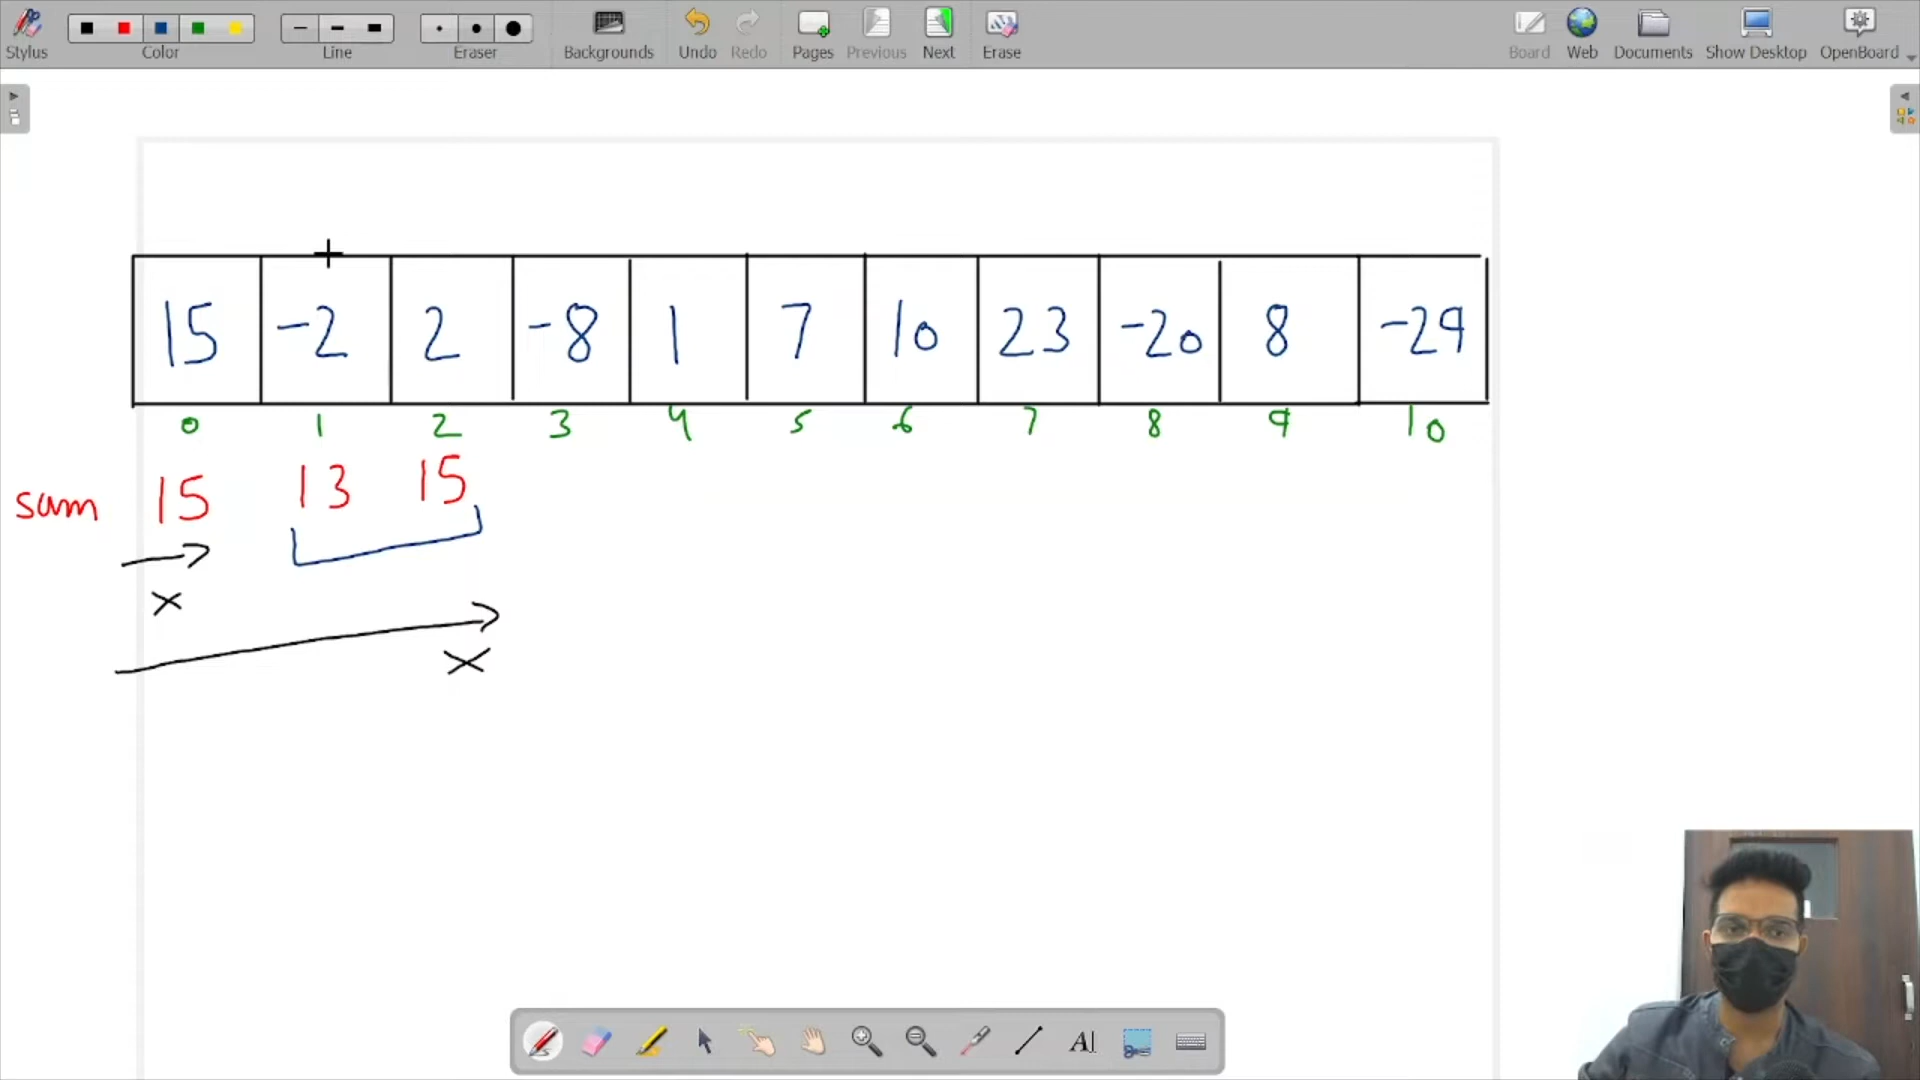 Stylus Color Line Eraser Backgrounds Undo Redo Pages Previous Next Erase Board Web Documents Show Desktop OpenBoard
15 -2 2 -8 1 7 10 23 -20 8 -29
0 1 2 3 4 5 6 7 8 9 10
sum 15 13 15
x
x
A